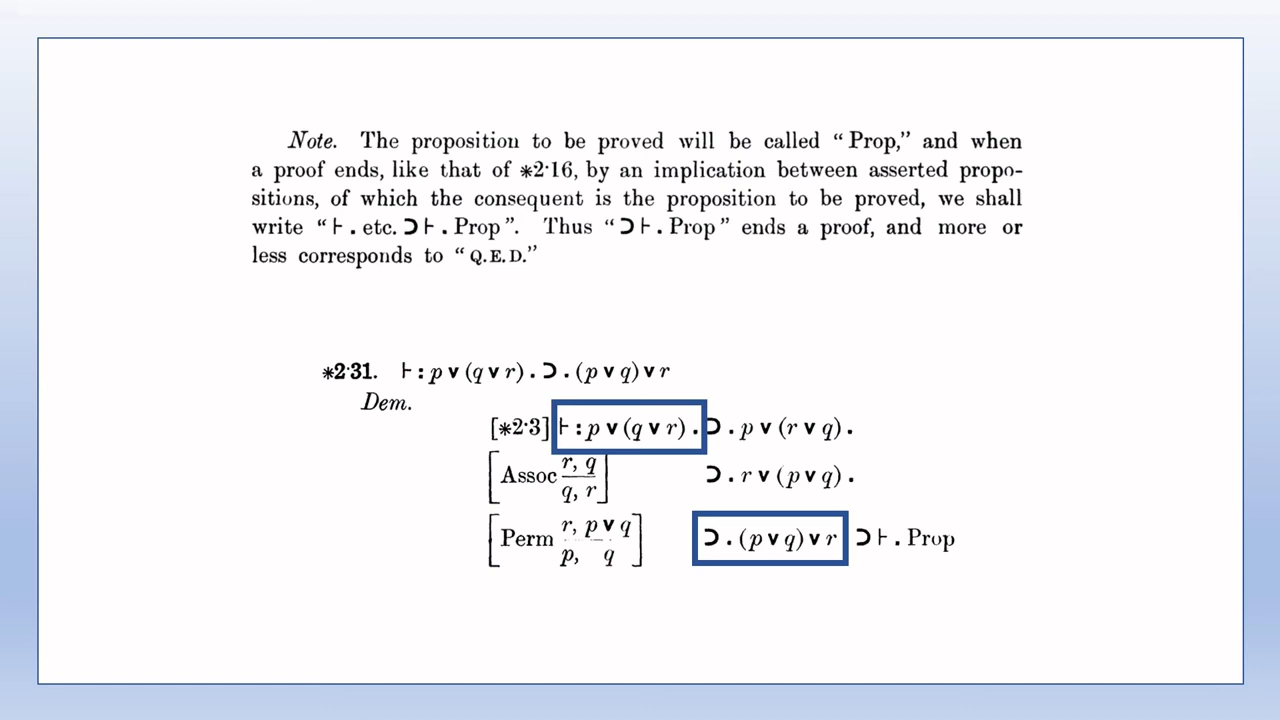 Note. The proposition to be proved will be called “Prop,” and when
a proof ends, like that of ∗2·16, by an implication between asserted propo-
sitions, of which the consequent is the proposition to be proved, we shall
write “⊢ . etc. ⊃ ⊢ . Prop”. Thus “⊃ ⊢ . Prop” ends a proof, and more or
less corresponds to “Q.E.D.”
∗2·31. ⊢ : p ∨ (q ∨ r) . ⊃ . (p ∨ q) ∨ r
Dem.
[∗2·3] ⊢ : p ∨ (q ∨ r) . ⊃ . p ∨ (r ∨ q) .
[Assoc r, q / q, r] ⊃ . r ∨ (p ∨ q) .
[Perm r, p ∨ q / p, q] ⊃ . (p ∨ q) ∨ r ⊃ ⊢ . Prop